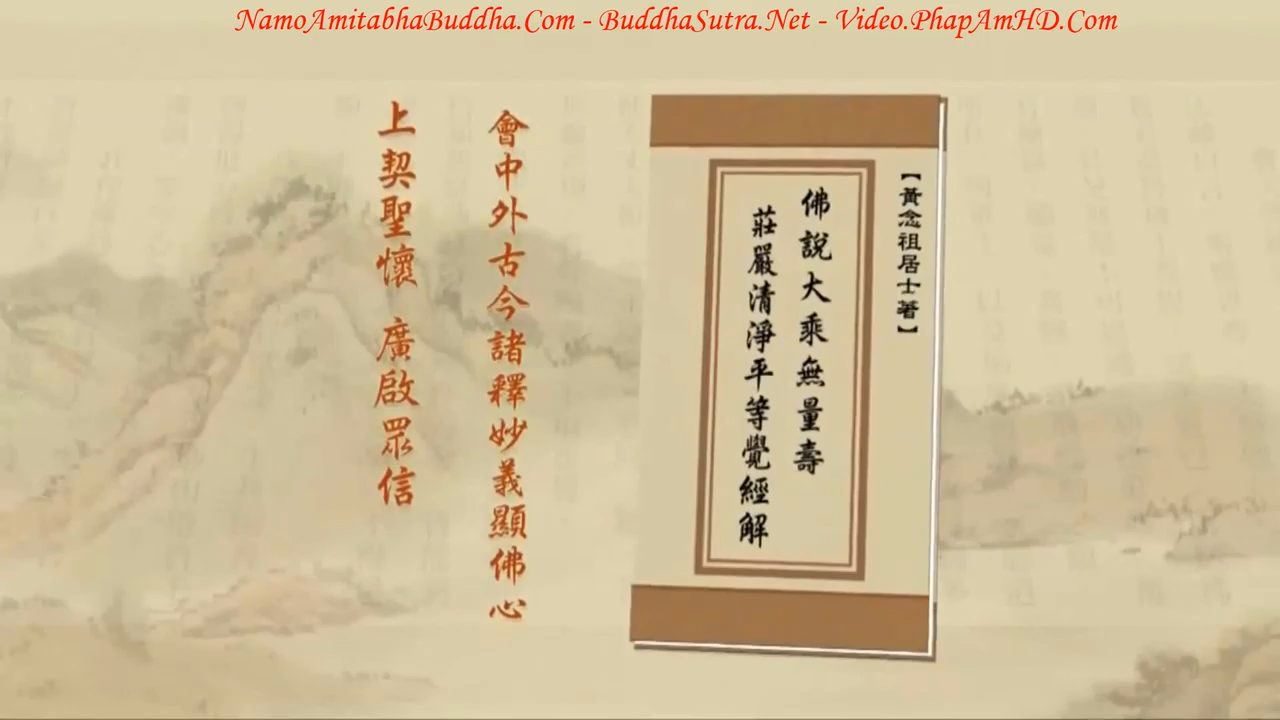 NamoAmitabhaBuddha.Com - BuddhaSutra.Net - Video.PhapAmHD.Com
【黃念祖居士著】
佛說大乘無量壽
莊嚴清淨平等覺經解
會中外古今諸釋妙義顯佛心
上契聖懷 廣啟眾信